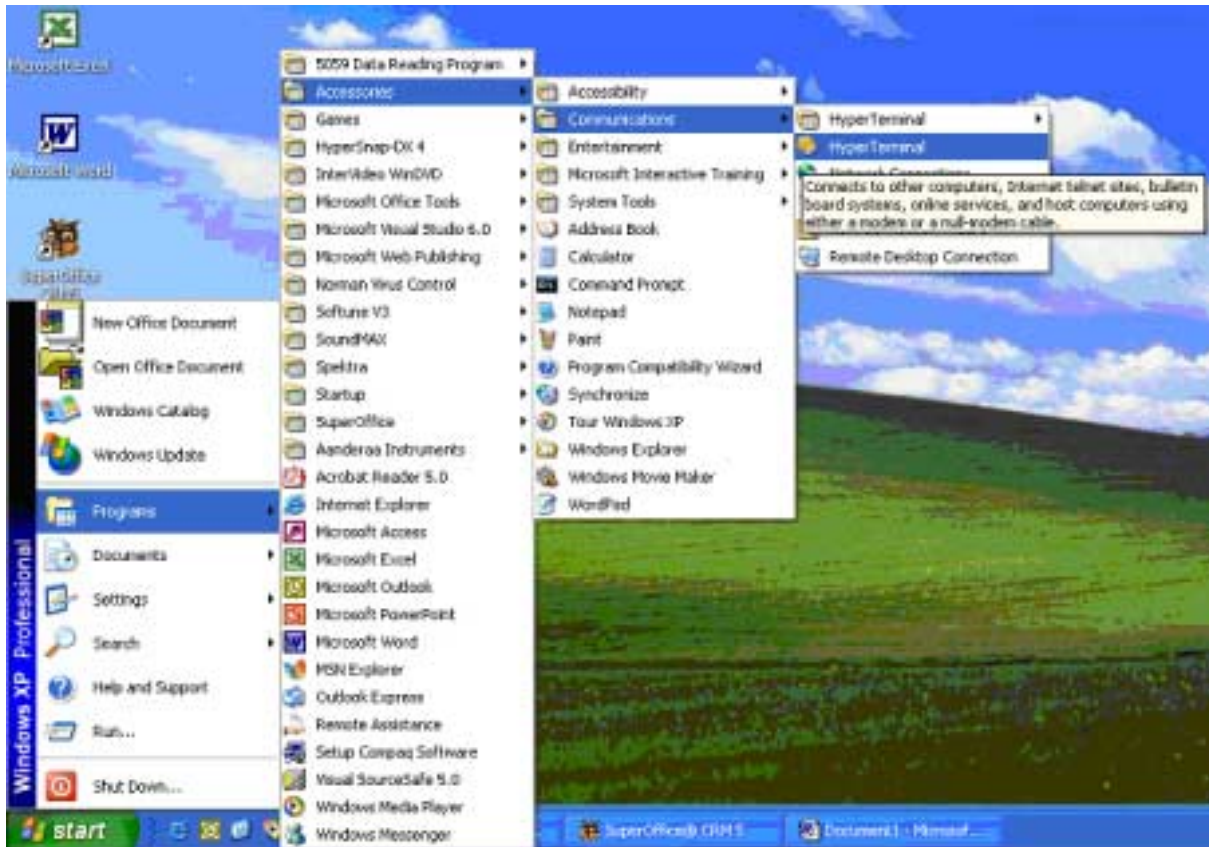 Microsoft Excel
Microsoft Word
SuperOffice
New Office Document
Open Office Document
Windows Catalog
Windows Update
Programs
Documents
Settings
Search
Help and Support
Run...
Shut Down...
Windows XP Professional
5059 Data Reading Program
Accessories
Games
HyperSnap-DX 4
InterVideo WinDVD
Microsoft Office Tools
Microsoft Visual Studio 6.0
Microsoft Web Publishing
Norman Virus Control
Softune V3
SoundMAX
Spektra
Startup
SuperOffice
Aanderaa Instruments
Acrobat Reader 5.0
Internet Explorer
Microsoft Access
Microsoft Excel
Microsoft Outlook
Microsoft PowerPoint
Microsoft Word
MSN Explorer
Outlook Express
Remote Assistance
Setup Compaq Software
Visual SourceSafe 5.0
Windows Media Player
Windows Messenger
Accessibility
Communications
Entertainment
Microsoft Interactive Training
System Tools
Address Book
Calculator
Command Prompt
Notepad
Paint
Program Compatibility Wizard
Synchronize
Tour Windows XP
Windows Explorer
Windows Movie Maker
WordPad
HyperTerminal
HyperTerminal
Network Connections
Connects to other computers, Internet telnet sites, bulletin
board systems, online services, and host computers using
either a modem or a null-modem cable.
Remote Desktop Connection
start
SuperOffice® CRM 5
Document1 - Microsof...